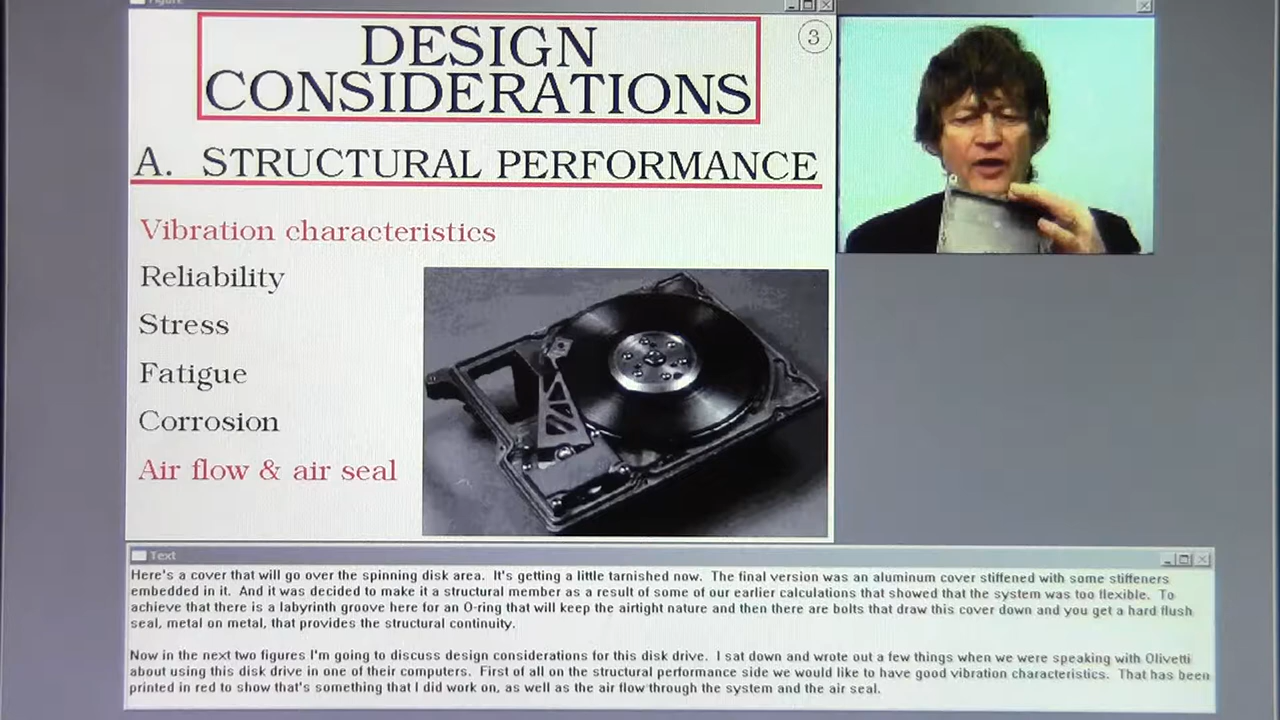 Figure
DESIGN
CONSIDERATIONS
3
A. STRUCTURAL PERFORMANCE
Vibration characteristics
Reliability
Stress
Fatigue
Corrosion
Air flow & air seal
Text
Here's a cover that will go over the spinning disk area. It's getting a little tarnished now. The final version was an aluminum cover stiffened with some stiffeners
embedded in it. And it was decided to make it a structural member as a result of some of our earlier calculations that showed that the system was too flexible. To
achieve that there is a labyrinth groove here for an O-ring that will keep the airtight nature and then there are bolts that draw this cover down and you get a hard flush
seal, metal on metal, that provides the structural continuity.
Now in the next two figures I'm going to discuss design considerations for this disk drive. I sat down and wrote out a few things when we were speaking with Olivetti
about using this disk drive in one of their computers. First of all on the structural performance side we would like to have good vibration characteristics. That has been
printed in red to show that's something that I did work on, as well as the air flow through the system and the air seal.